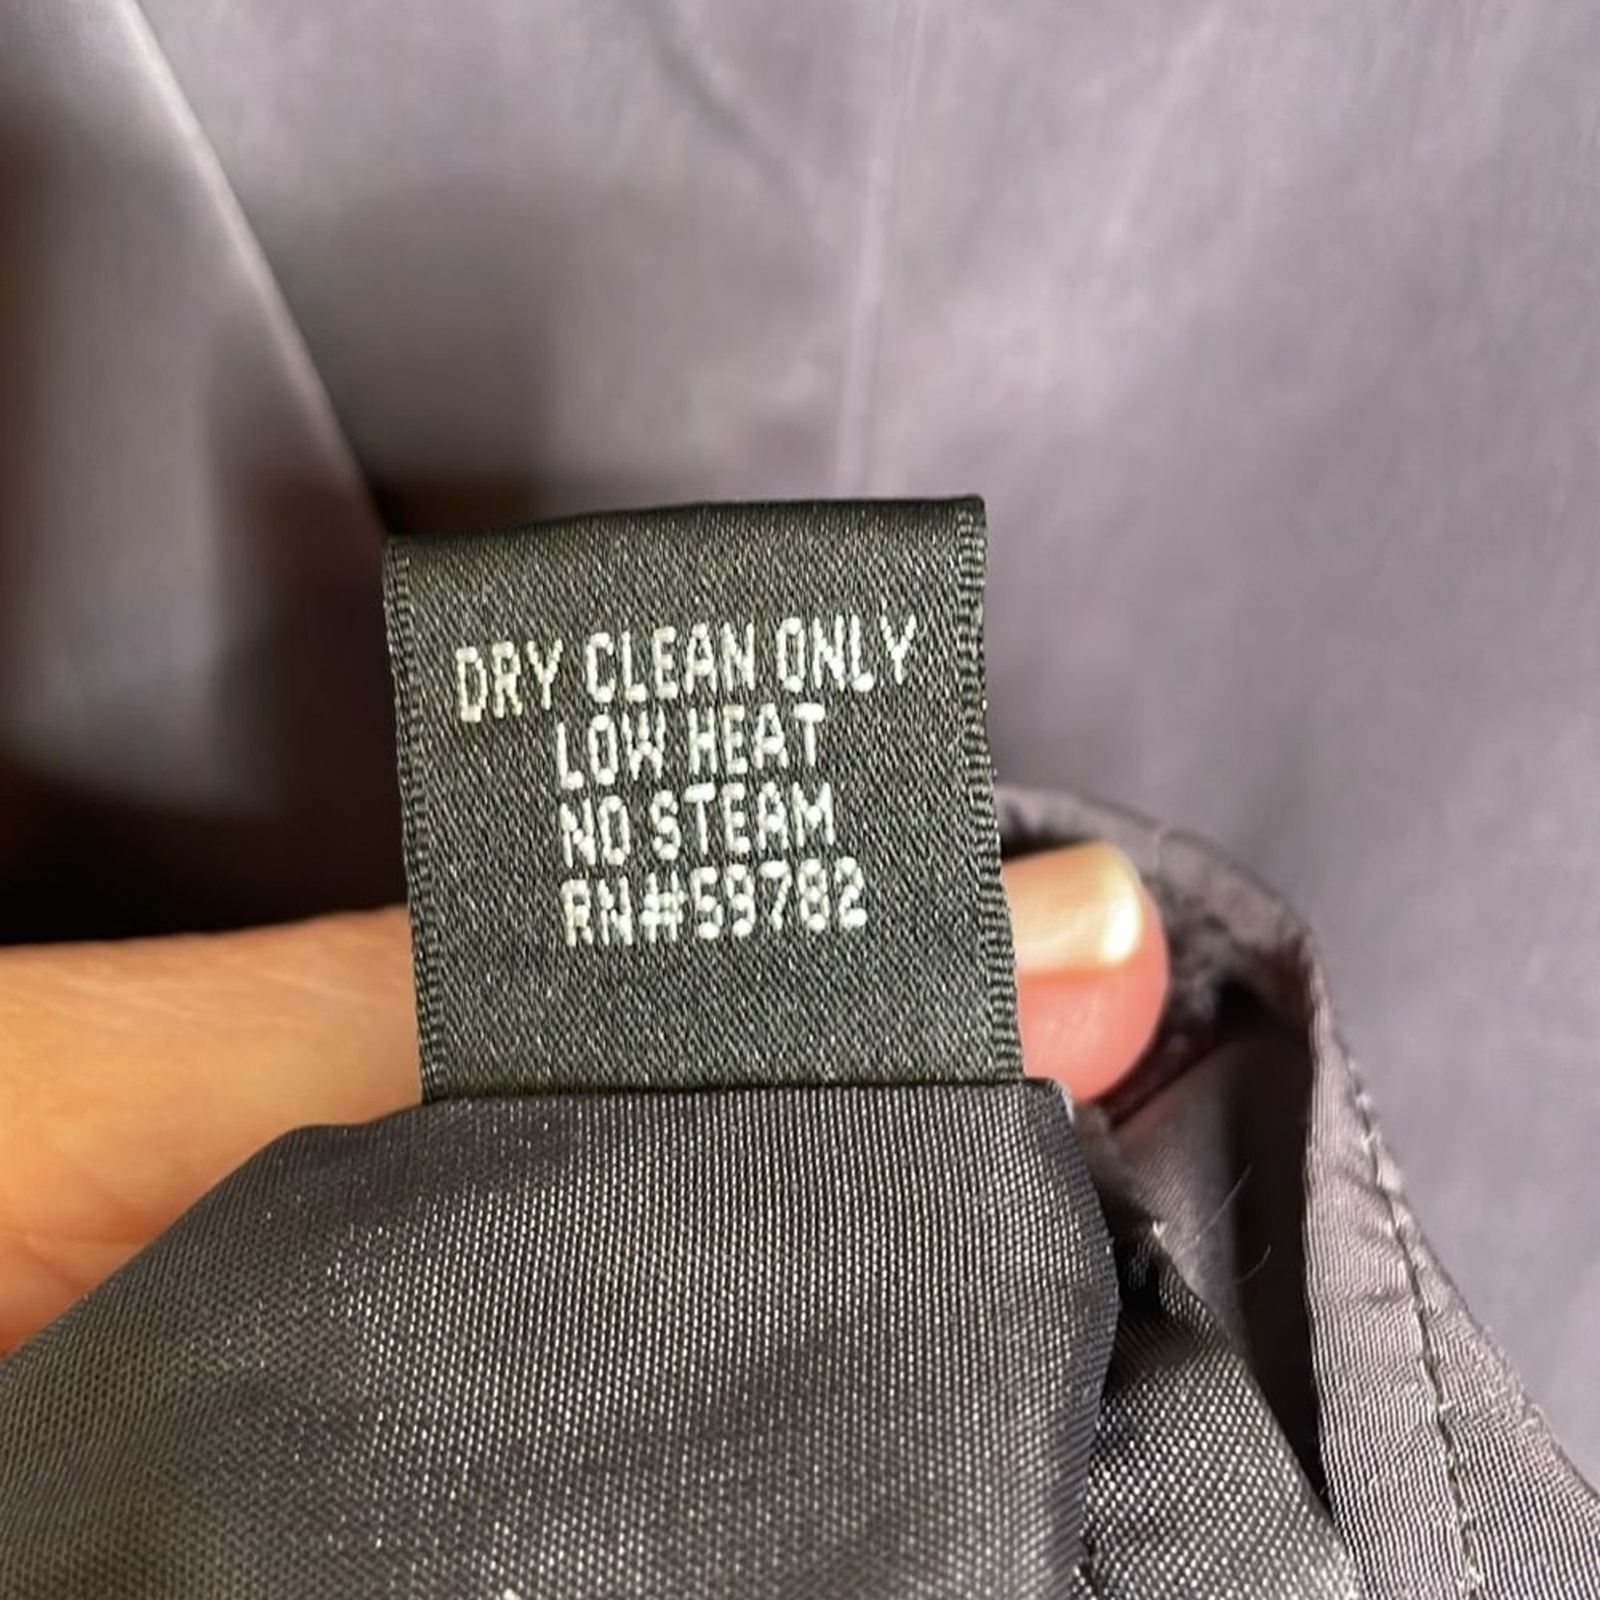 DRY CLEAN ONLY
LOW HEAT
NO STEAM
RN#59782